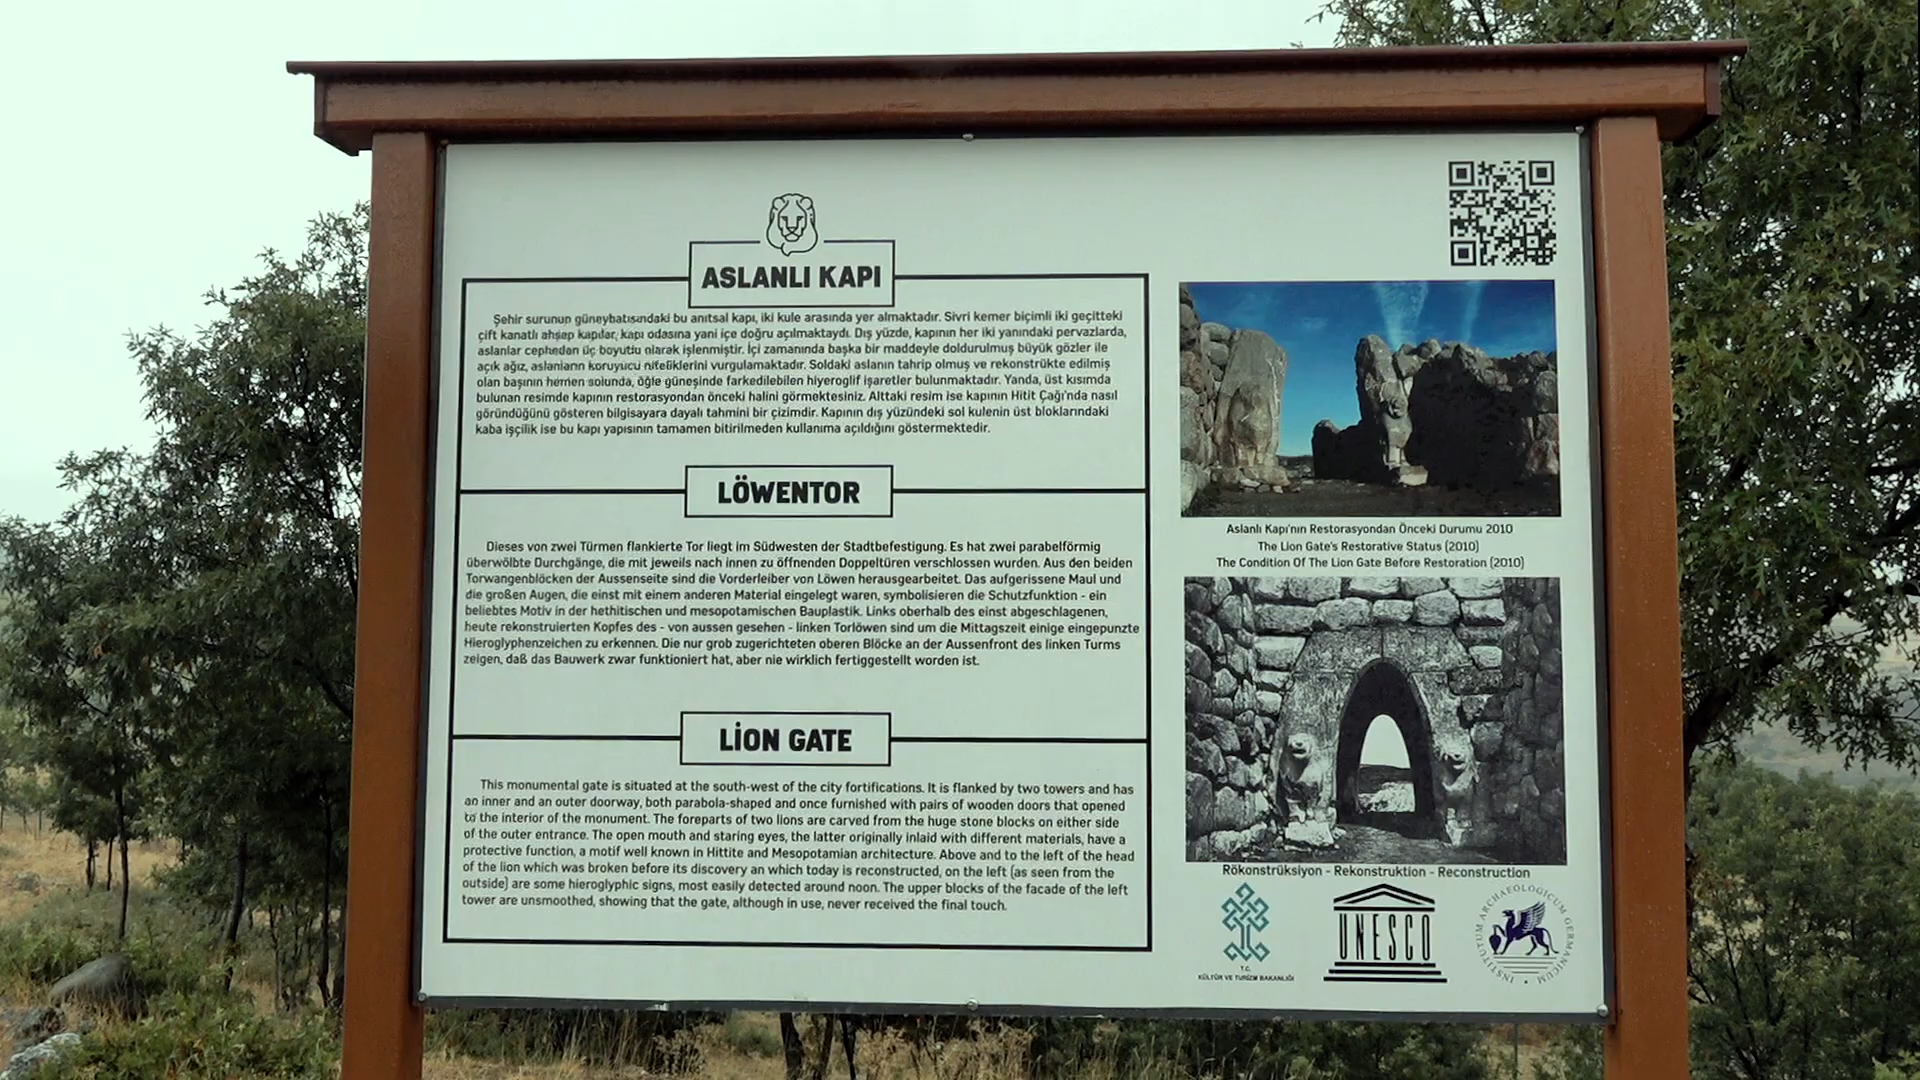 ASLANLI KAPI
Şehir surunun güneybatısındaki bu anıtsal kapı, iki kule arasında yer almaktadır. Sivri kemer biçimli iki geçitteki
çift kanatlı ahşap kapılar, kapı odasına yani içe doğru açılmaktaydı. Dış yüzde, kapının her iki yanındaki pervazlarda,
aslanlar cepheden üç boyutlu olarak işlenmiştir. İçi zamanında başka bir maddeyle doldurulmuş büyük gözler ile
açık ağız, aslanların koruyucu niteliklerini vurgulamaktadır. Soldaki aslanın tahrip olmuş ve rekonstrükte edilmiş
olan başının hemen solunda, öğle güneşinde farkedilebilen hiyeroglif işaretler bulunmaktadır. Yanda, üst kısımda
bulunan resimde kapının restorasyondan önceki halini görmektesiniz. Alttaki resim ise kapının Hitit Çağı'nda nasıl
göründüğünü gösteren bilgisayara dayalı tahmini bir çizimdir. Kapının dış yüzündeki sol kulenin üst bloklarındaki
kaba işçilik ise bu kapı yapısının tamamen bitirilmeden kullanıma açıldığını göstermektedir.
LÖWENTOR
Dieses von zwei Türmen flankierte Tor liegt im Südwesten der Stadtbefestigung. Es hat zwei parabelförmig
überwölbte Durchgänge, die mit jeweils nach innen zu öffnenden Doppeltüren verschlossen wurden. Aus den beiden
Torwangenblöcken der Aussenseite sind die Vorderleiber von Löwen herausgearbeitet. Das aufgerissene Maul und
die großen Augen, die einst mit einem anderen Material eingelegt waren, symbolisieren die Schutzfunktion - ein
beliebtes Motiv in der hethitischen und mesopotamischen Bauplastik. Links oberhalb des einst abgeschlagenen,
heute rekonstruierten Kopfes des - von aussen gesehen - linken Torlöwen sind um die Mittagszeit einige eingepunzte
Hieroglyphenzeichen zu erkennen. Die nur grob zugerichteten oberen Blöcke an der Aussenfront des linken Turms
zeigen, daß das Bauwerk zwar funktioniert hat, aber nie wirklich fertiggestellt worden ist.
LİON GATE
This monumental gate is situated at the south-west of the city fortifications. It is flanked by two towers and has
an inner and an outer doorway, both parabola-shaped and once furnished with pairs of wooden doors that opened
to the interior of the monument. The foreparts of two lions are carved from the huge stone blocks on either side
of the outer entrance. The open mouth and staring eyes, the latter originally inlaid with different materials, have a
protective function, a motif well known in Hittite and Mesopotamian architecture. Above and to the left of the head
of the lion which was broken before its discovery an which today is reconstructed, on the left (as seen from the
outside) are some hieroglyphic signs, most easily detected around noon. The upper blocks of the facade of the left
tower are unsmoothed, showing that the gate, although in use, never received the final touch.
Aslanlı Kapı'nın Restorasyondan Önceki Durumu 2010
The Lion Gate's Restorative Status (2010)
The Condition Of The Lion Gate Before Restoration (2010)
Rökonstrüksiyon - Rekonstruktion - Reconstruction
T.C.
KÜLTÜR VE TURİZM BAKANLIĞI
UNESCO
INSTITUTUM ARCHAEOLOGICUM GERMANICUM